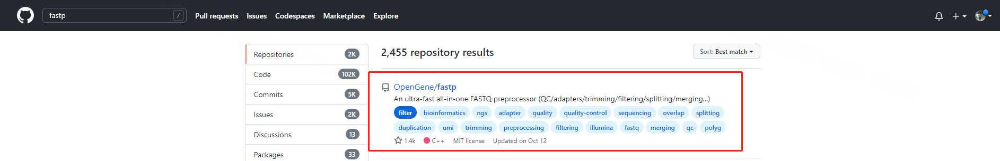 fastp / Pull requests Issues Codespaces Marketplace Explore
Repositories 2K
Code 102K
Commits 5K
Issues 2K
Discussions 13
Packages 33
2,455 repository results Sort: Best match
OpenGene/fastp
An ultra-fast all-in-one FASTQ preprocessor (QC/adapters/trimming/filtering/splitting/merging...)
filter bioinformatics ngs adapter quality quality-control sequencing overlap splitting
duplication umi trimming preprocessing filtering illumina fastq merging qc polyg
1.4k C++ MIT license Updated on Oct 12